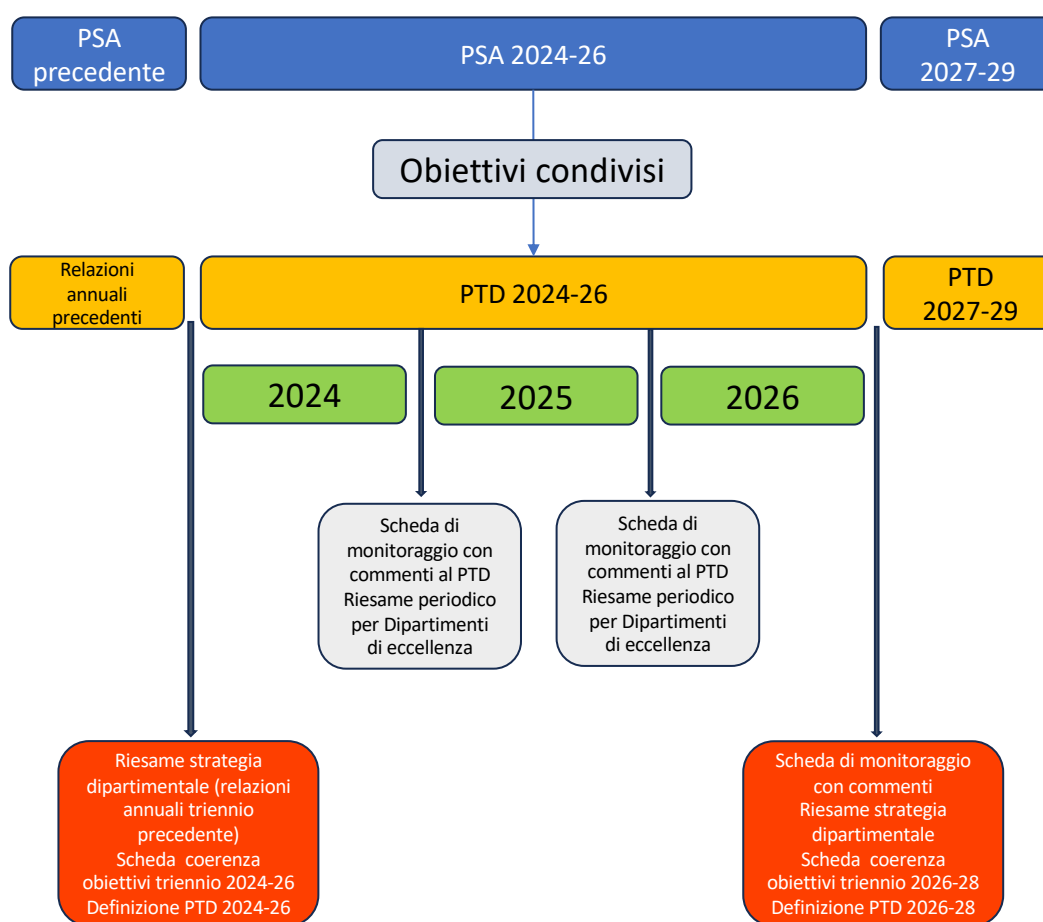 PSA
precedente
PSA 2024-26
PSA
2027-29
Obiettivi condivisi
Relazioni
annuali
precedenti
PTD 2024-26
PTD
2027-29
2024
2025
2026
Scheda di
monitoraggio con
commenti al PTD
Riesame periodico
per Dipartimenti
di eccellenza
Scheda di
monitoraggio con
commenti al PTD
Riesame periodico
per Dipartimenti
di eccellenza
Riesame strategia
dipartimentale (relazioni
annuali triennio
precedente)
Scheda coerenza
obiettivi triennio 2024-26
Definizione PTD 2024-26
Scheda di monitoraggio
con commenti
Riesame strategia
dipartimentale
Scheda coerenza
obiettivi triennio 2026-28
Definizione PTD 2026-28